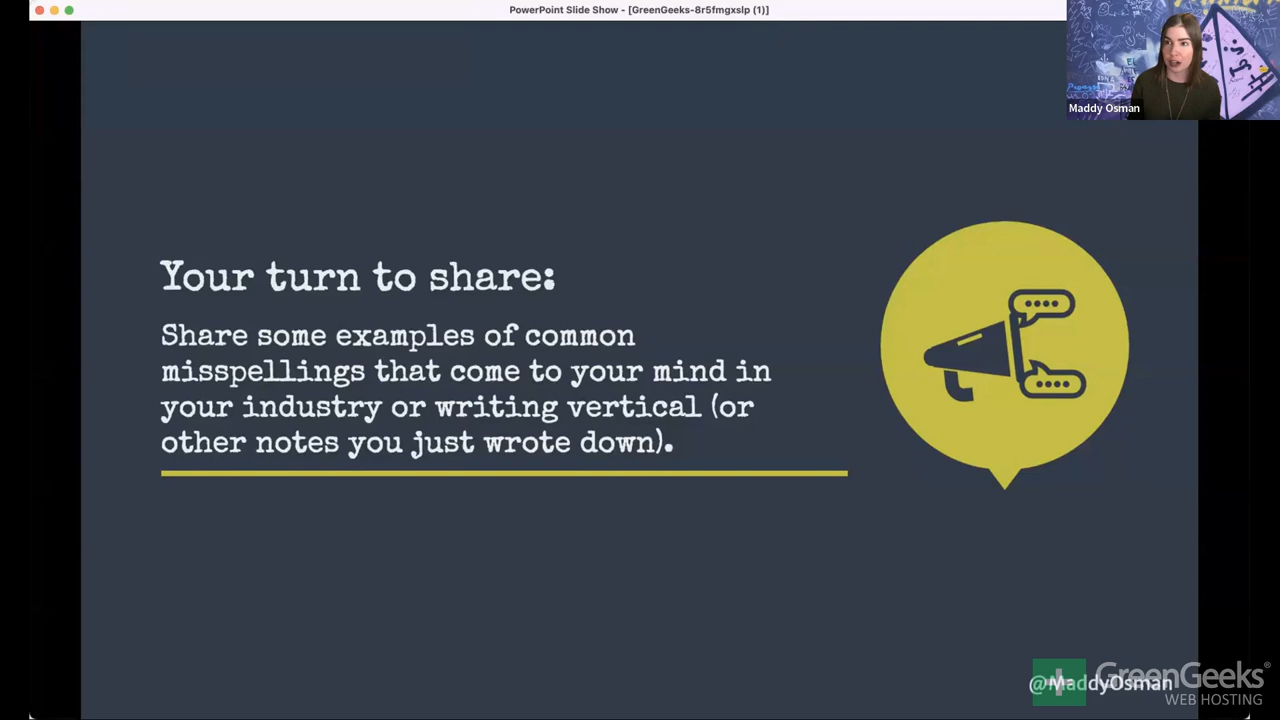 PowerPoint Slide Show - [GreenGeeks-8r5fmgxslp (1)]
Maddy Osman
Your turn to share:
Share some examples of common
misspellings that come to your mind in
your industry or writing vertical (or
other notes you just wrote down).
@MaddyOsman
GreenGeeks®
WEB HOSTING